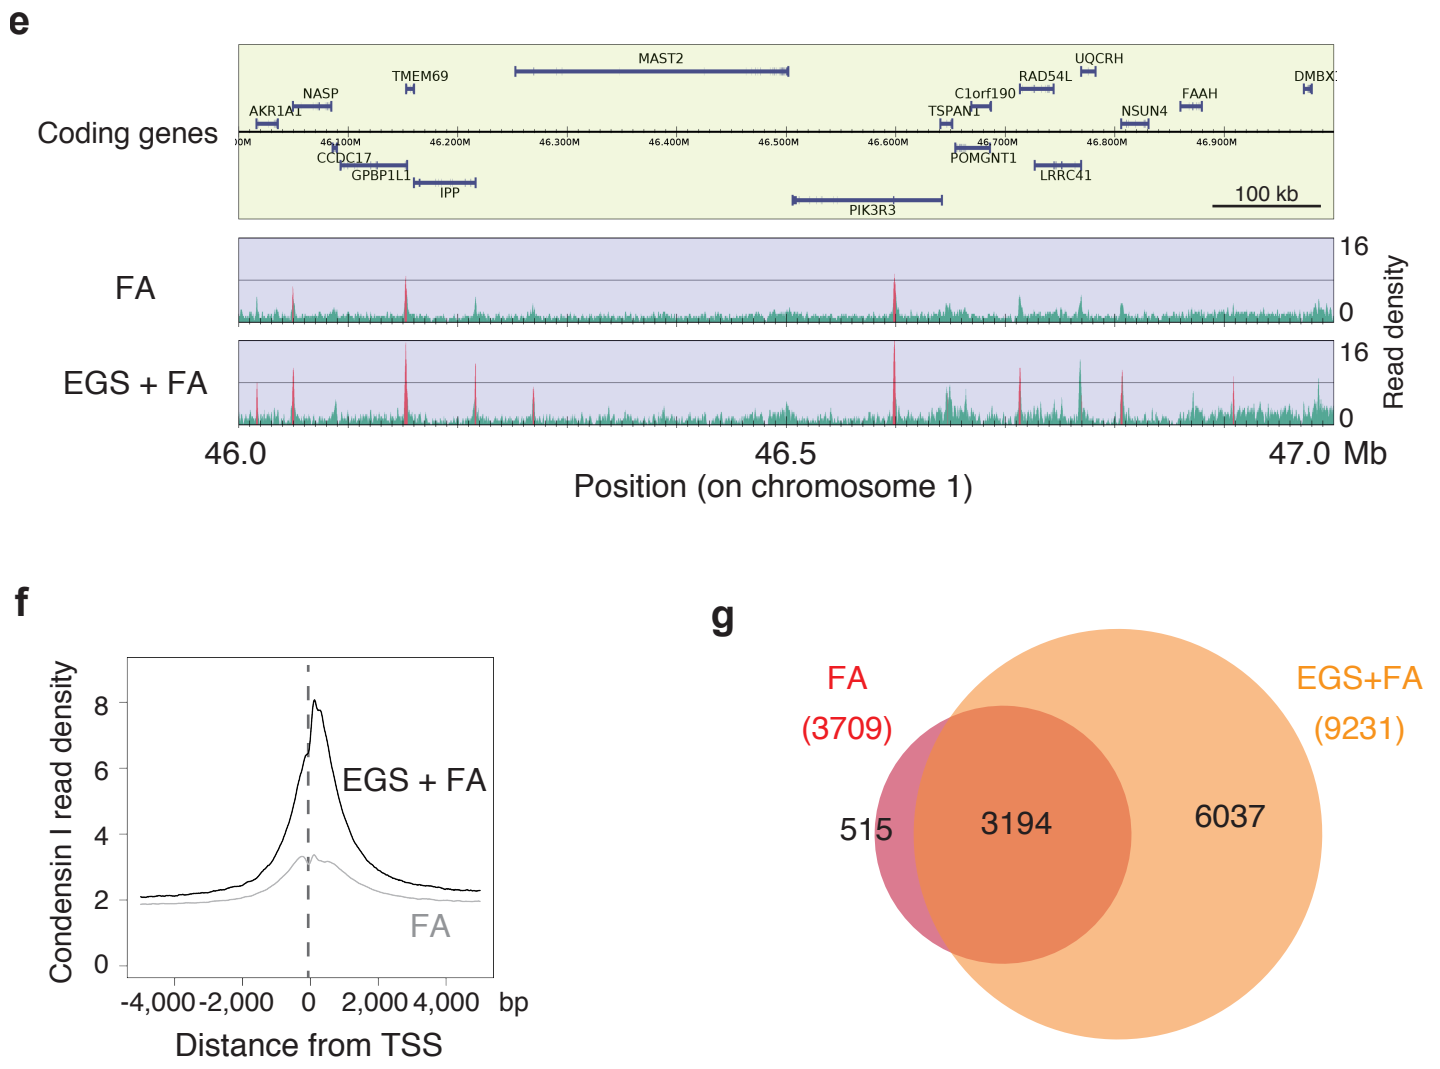 e
MAST2
UQCRH
TMEM69
RAD54L
DMBX
NASP
C1orf190
FAAH
AKR1A1
TSPAN1
NSUN4
Coding genes
46.100M
46.200M
46.300M
46.400M
46.500M
46.600M
46.700M
46.800M
46.900M
CCDC17
POMGNT1
GPBP1L1
LRRC41
IPP
100 kb
PIK3R3
FA
16
0
EGS + FA
16
0
Read density
46.0
46.5
47.0 Mb
Position (on chromosome 1)
f
Condensin I read density
8
6
4
2
0
EGS + FA
FA
-4,000
-2,000
0
2,000
4,000
bp
Distance from TSS
g
FA
(3709)
EGS+FA
(9231)
515
3194
6037